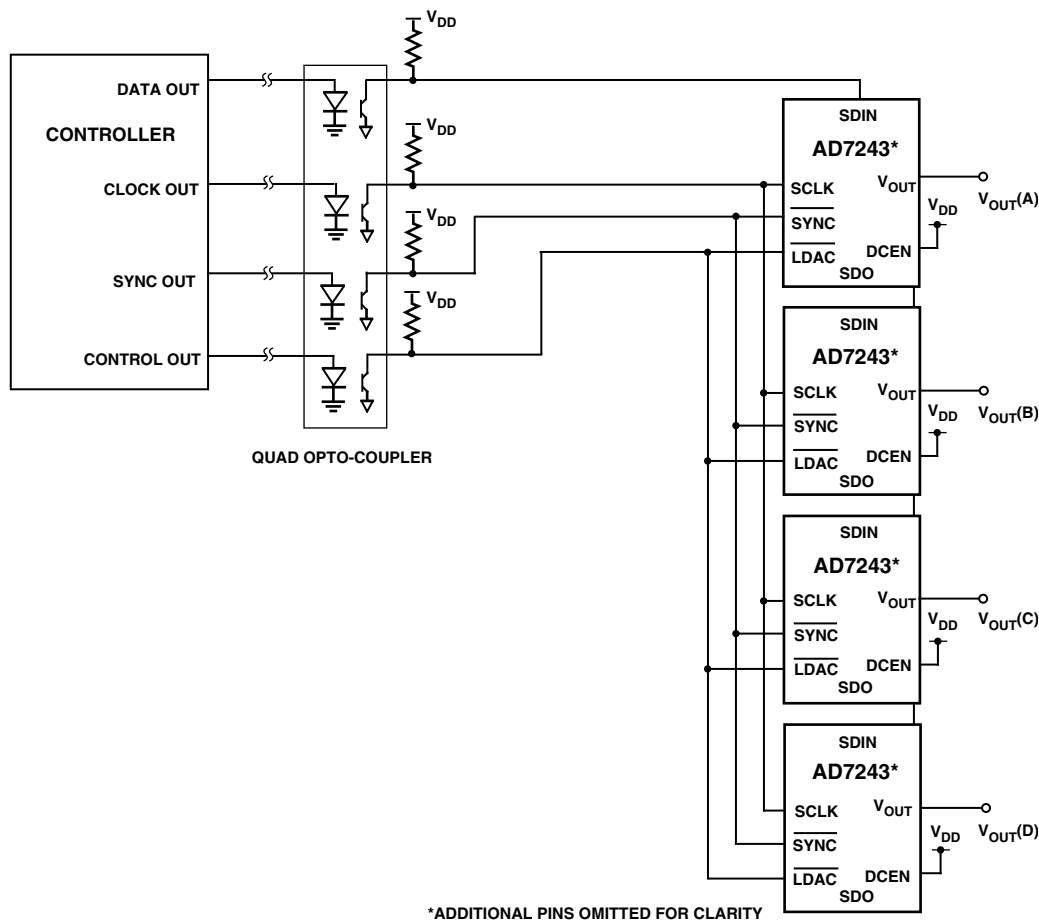 VDD
DATA OUT
CONTROLLER
CLOCK OUT
SYNC OUT
CONTROL OUT
VDD
VDD
VDD
QUAD OPTO-COUPLER
SDIN
AD7243*
SCLK
VOUT
SYNC
VDD
VOUT(A)
LDAC
DCEN
SDO
SDIN
AD7243*
SCLK
VOUT
SYNC
VDD
VOUT(B)
LDAC
DCEN
SDO
SDIN
AD7243*
SCLK
VOUT
SYNC
VDD
VOUT(C)
LDAC
DCEN
SDO
SDIN
AD7243*
SCLK
VOUT
SYNC
VDD
VOUT(D)
LDAC
DCEN
SDO
*ADDITIONAL PINS OMITTED FOR CLARITY